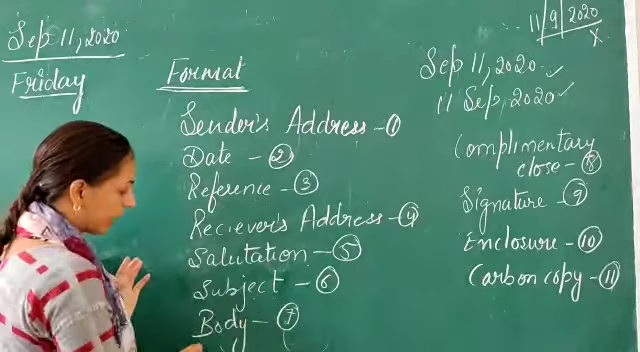 Sep 11, 2020
Friday
Format
Sender's Address - 1
Date - 2
Reference - 3
Reciever's Address - 4
Salutation - 5
Subject - 6
Body - 7
11/9/2020
x
Sep 11, 2020 ✓
11 Sep, 2020 ✓
Complimentary
close - 8
Signature - 9
Enclosure - 10
Carbon copy - 11